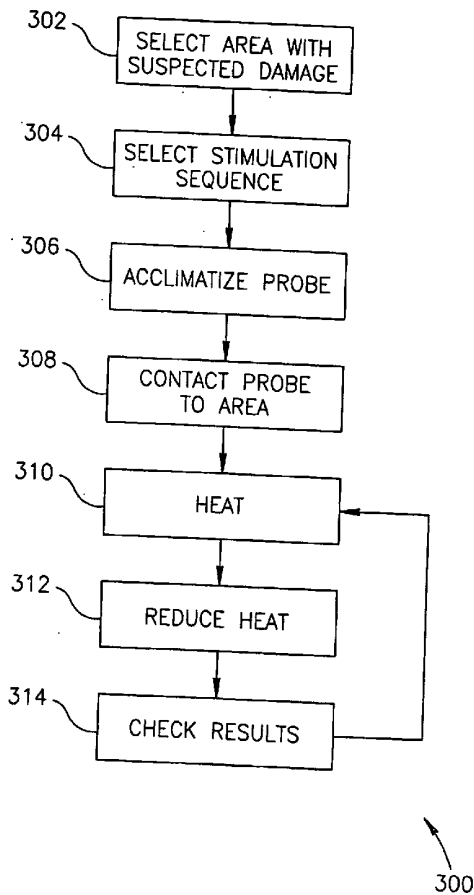 302
SELECT AREA WITH
SUSPECTED DAMAGE
304
SELECT STIMULATION
SEQUENCE
306
ACCLIMATIZE PROBE
308
CONTACT PROBE
TO AREA
310
HEAT
312
REDUCE HEAT
314
CHECK RESULTS
300